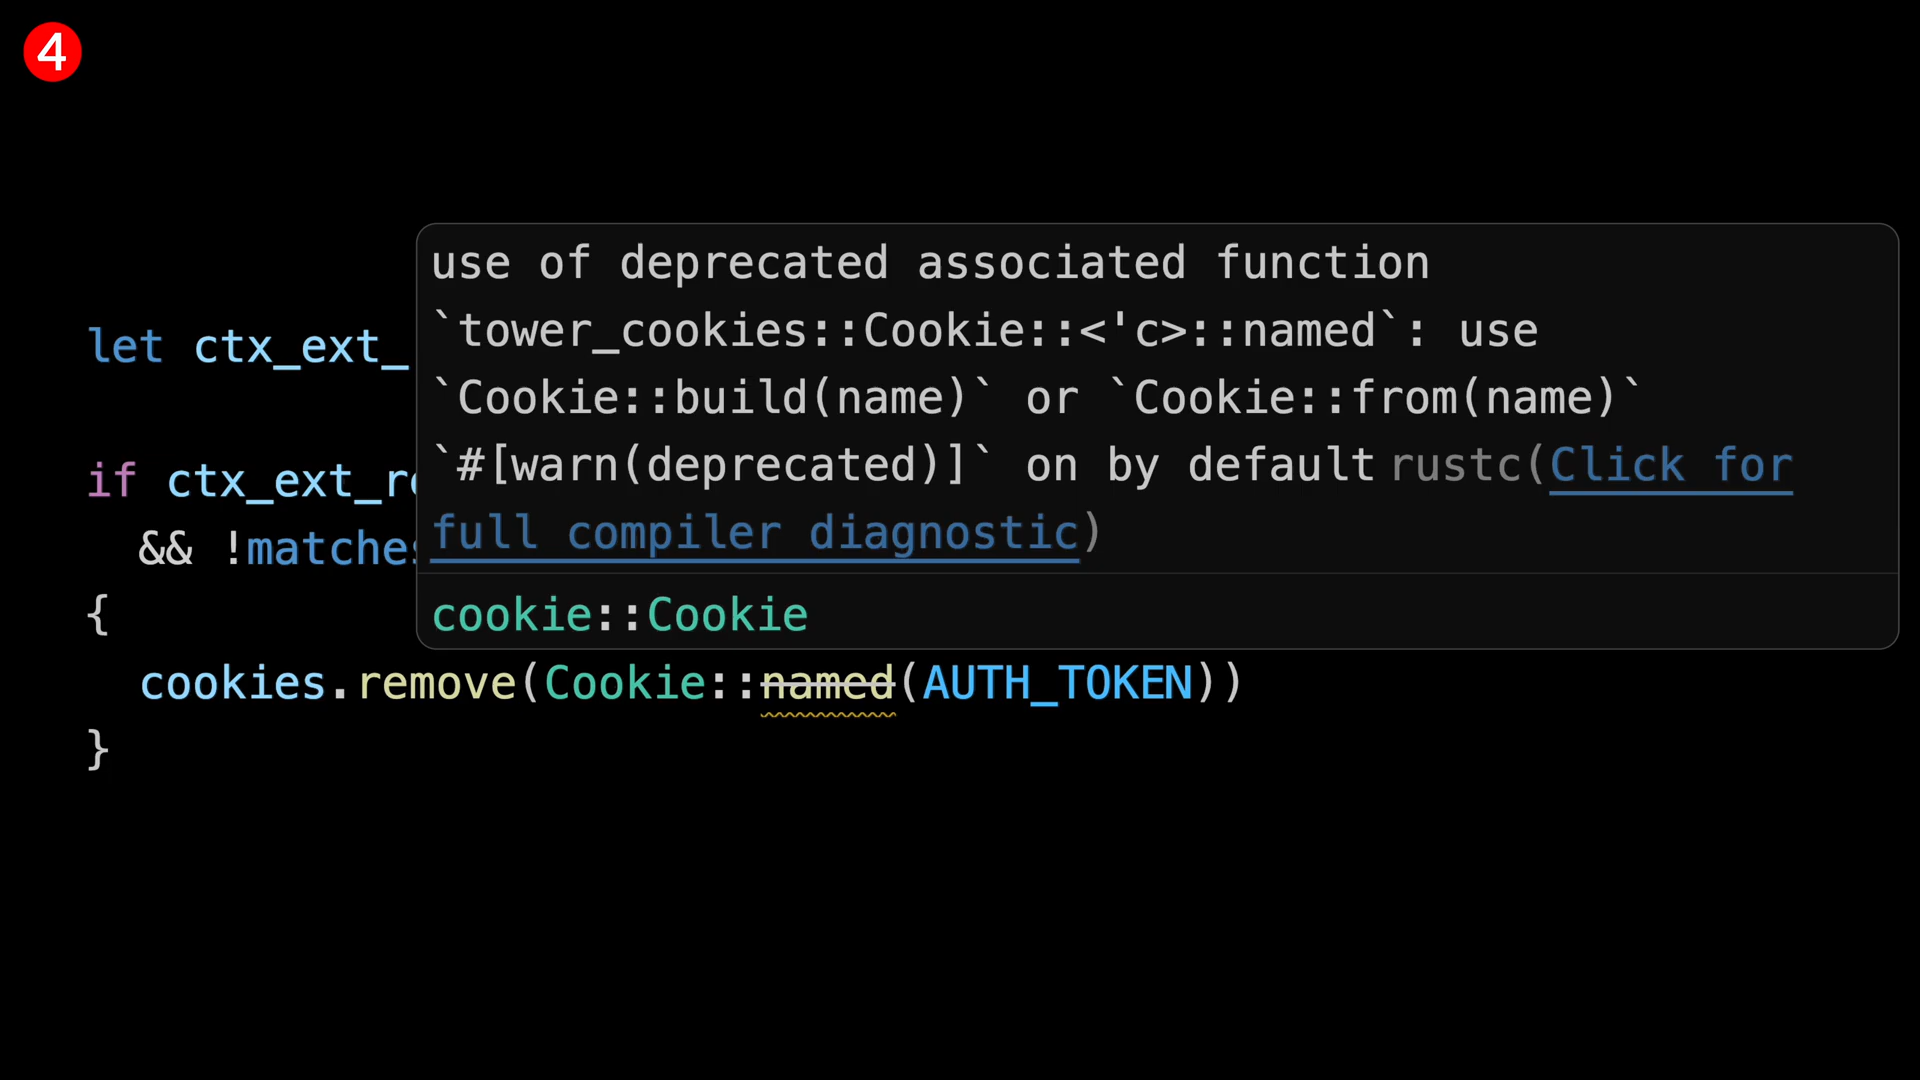 4
use of deprecated associated function
`tower_cookies::Cookie::<'c>::named`: use
let ctx_ext_
`Cookie::build(name)` or `Cookie::from(name)`
`#[warn(deprecated)]` on by default rustc(Click for
if ctx_ext_re
full compiler diagnostic)
&& !matches
{
cookie::Cookie
cookies.remove(Cookie::named(AUTH_TOKEN))
}